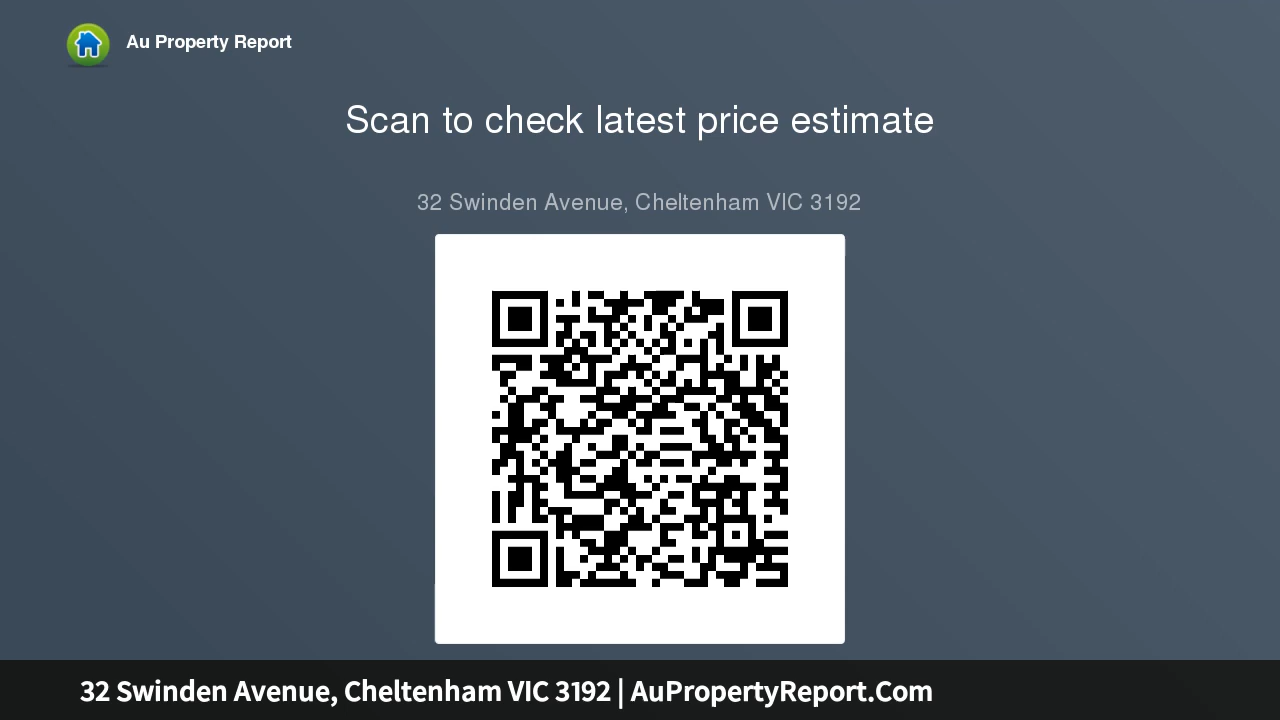 Au Property Report
Scan to check latest price estimate
32 Swinden Avenue, Cheltenham VIC 3192
32 Swinden Avenue, Cheltenham VIC 3192 | AuPropertyReport.Com